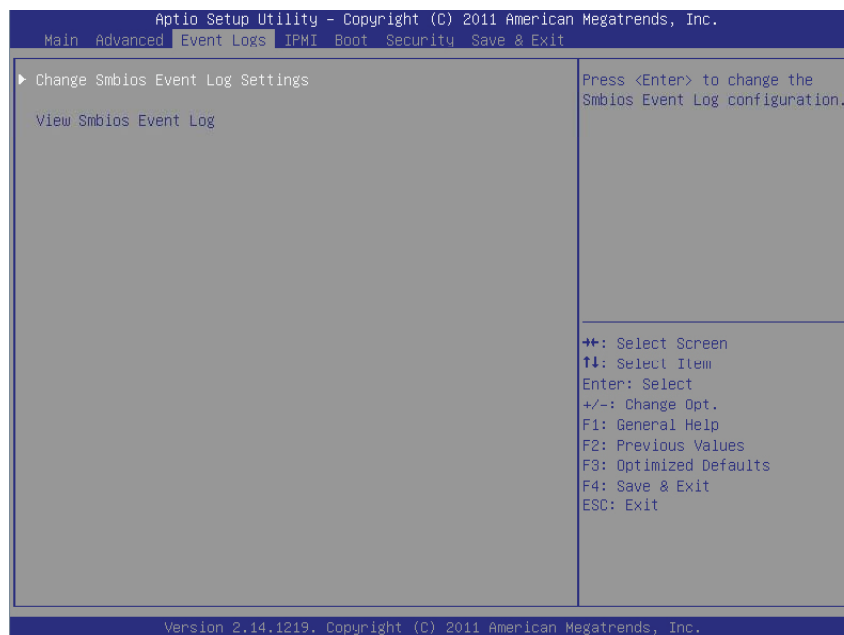 Aptio Setup Utility – Copyright (C) 2011 American Megatrends, Inc.
Main Advanced Event Logs IPMI Boot Security Save & Exit
▶ Change Smbios Event Log Settings
View Smbios Event Log
Press <Enter> to change the
Smbios Event Log configuration.
→←: Select Screen
↑↓: Select Item
Enter: Select
+/-: Change Opt.
F1: General Help
F2: Previous Values
F3: Optimized Defaults
F4: Save & Exit
ESC: Exit
Version 2.14.1219. Copyright (C) 2011 American Megatrends, Inc.